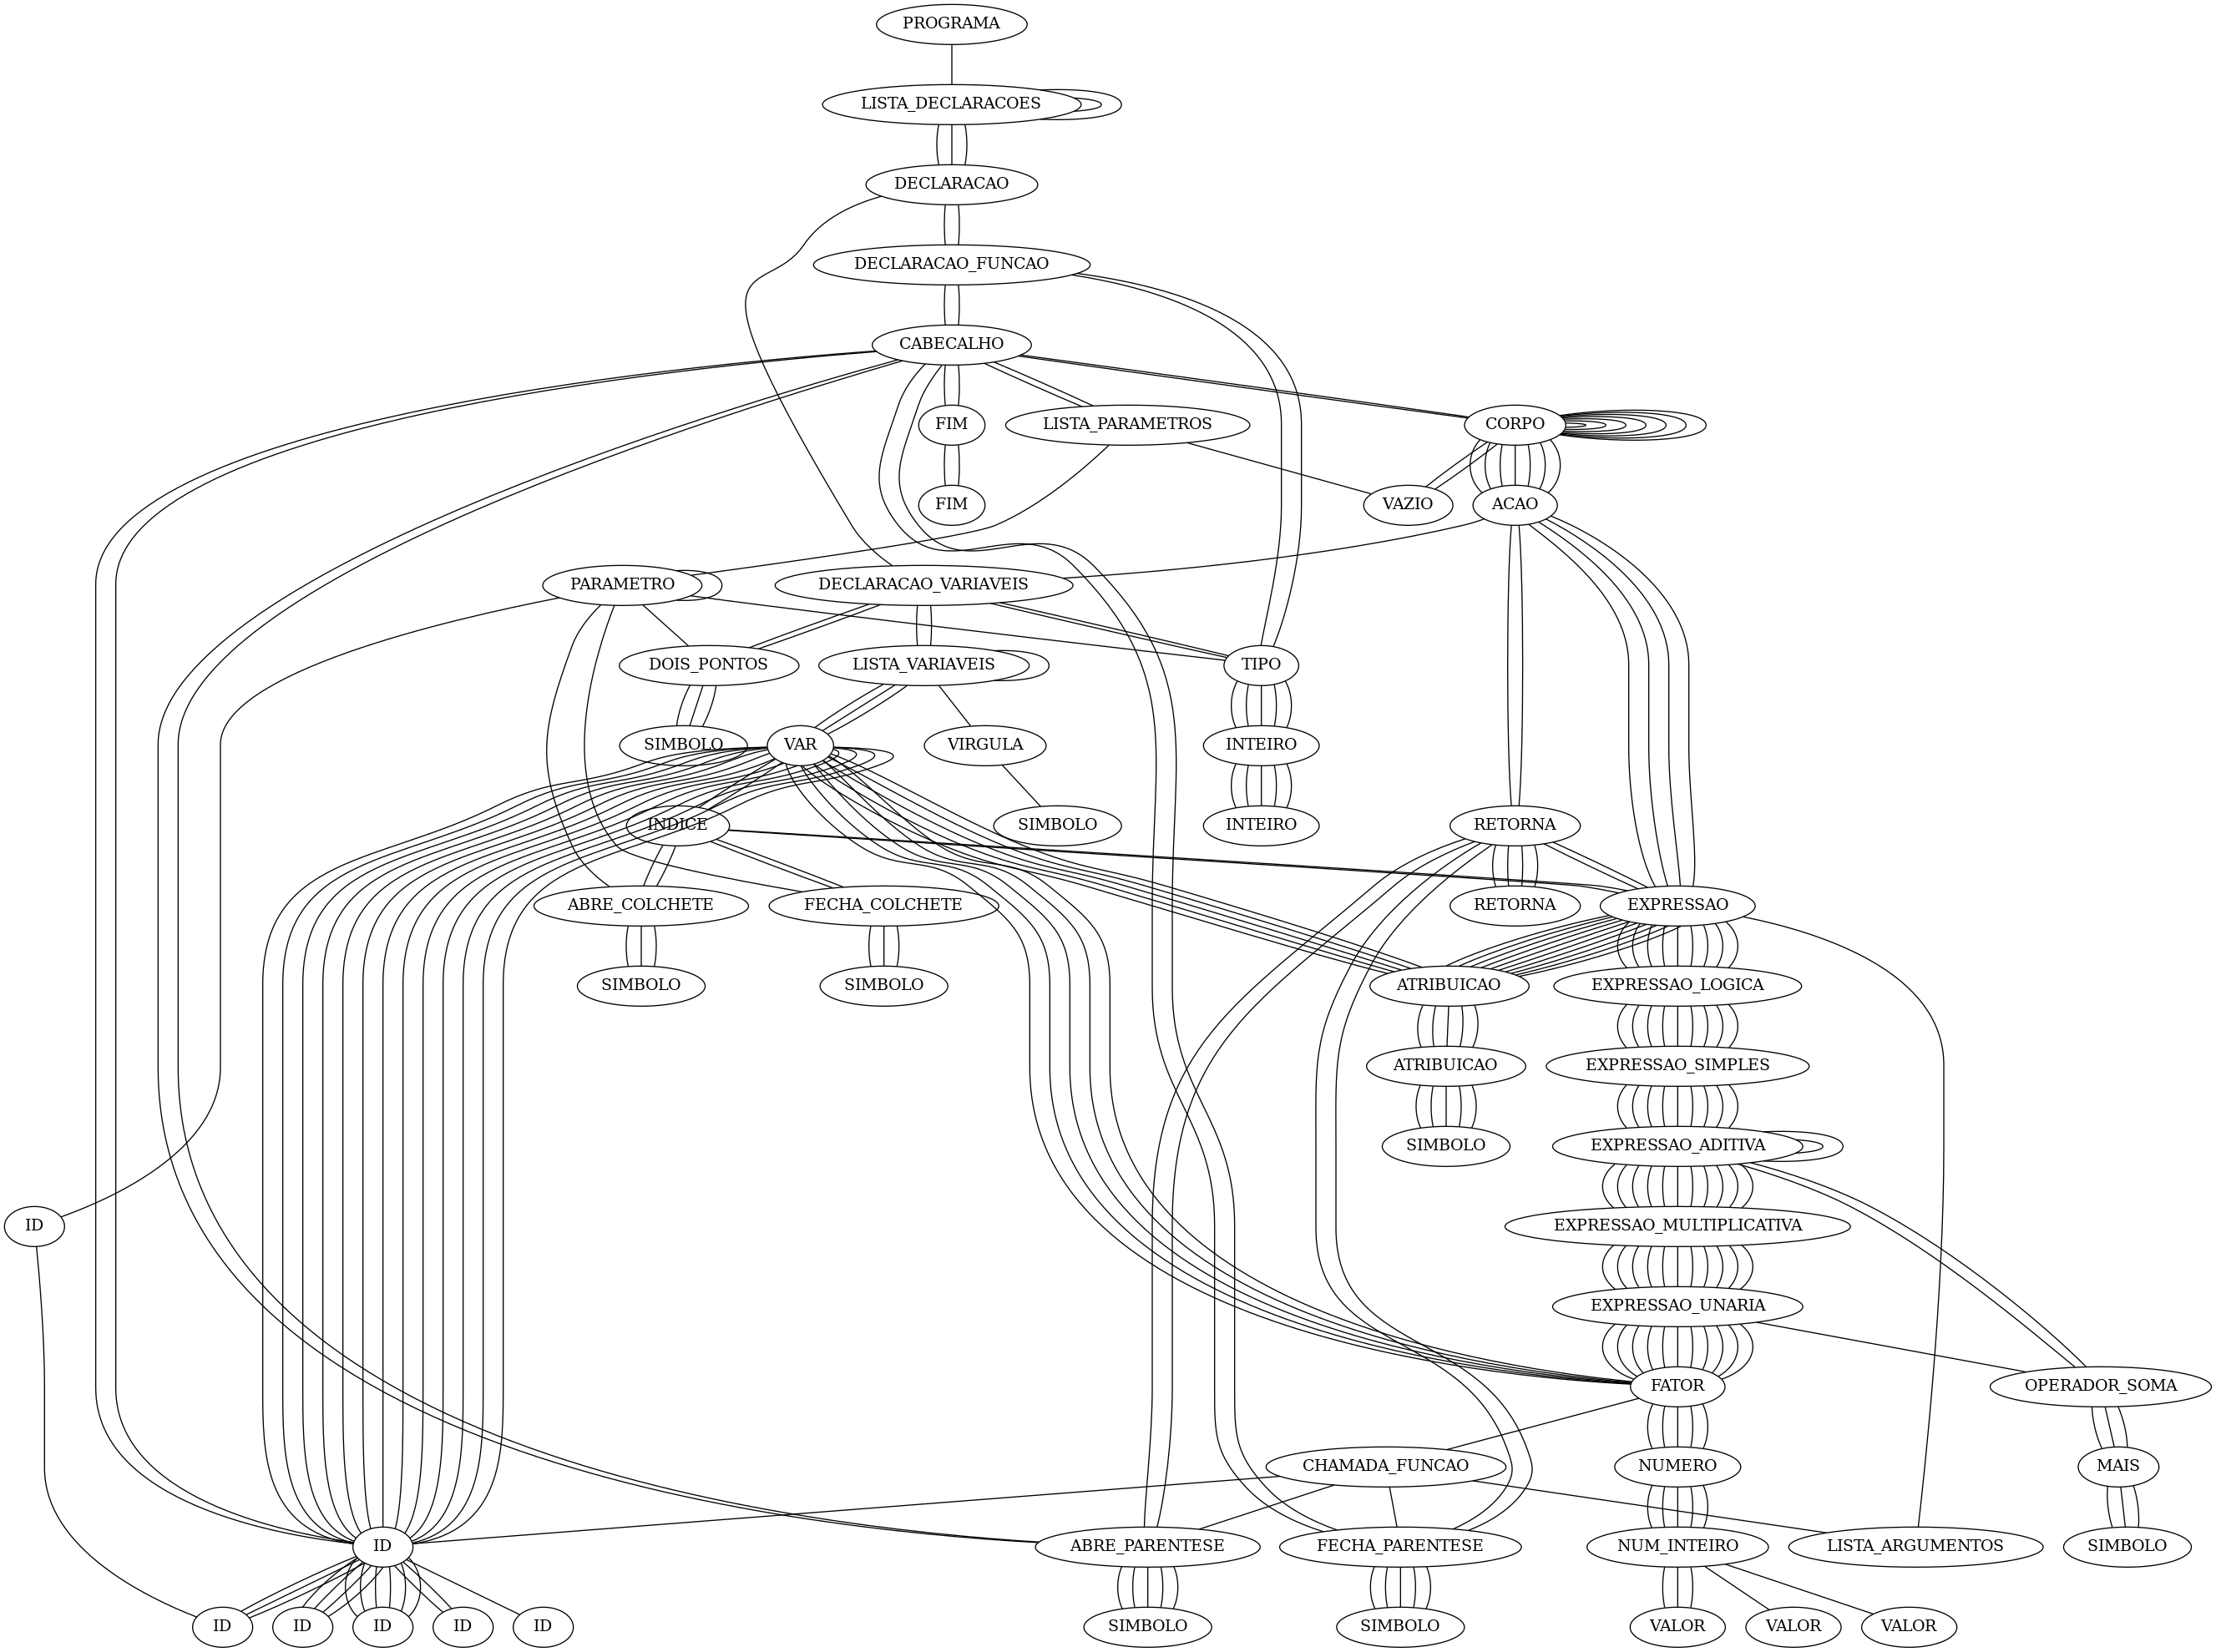 PROGRAMA
LISTA_DECLARACOES
DECLARACAO
DECLARACAO_FUNCAO
CABECALHO
FIM
LISTA_PARAMETROS
CORPO
FIM
VAZIO
ACAO
PARAMETRO
DECLARACAO_VARIAVEIS
DOIS_PONTOS
LISTA_VARIAVEIS
TIPO
SIMBOLO
VAR
VIRGULA
INTEIRO
INDICE
SIMBOLO
INTEIRO
RETORNA
ABRE_COLCHETE
FECHA_COLCHETE
RETORNA
EXPRESSAO
SIMBOLO
SIMBOLO
ATRIBUICAO
EXPRESSAO_LOGICA
ATRIBUICAO
EXPRESSAO_SIMPLES
SIMBOLO
EXPRESSAO_ADITIVA
ID
EXPRESSAO_MULTIPLICATIVA
EXPRESSAO_UNARIA
FATOR
OPERADOR_SOMA
CHAMADA_FUNCAO
NUMERO
MAIS
ID
ABRE_PARENTESE
FECHA_PARENTESE
NUM_INTEIRO
LISTA_ARGUMENTOS
SIMBOLO
ID
ID
ID
ID
ID
SIMBOLO
SIMBOLO
VALOR
VALOR
VALOR